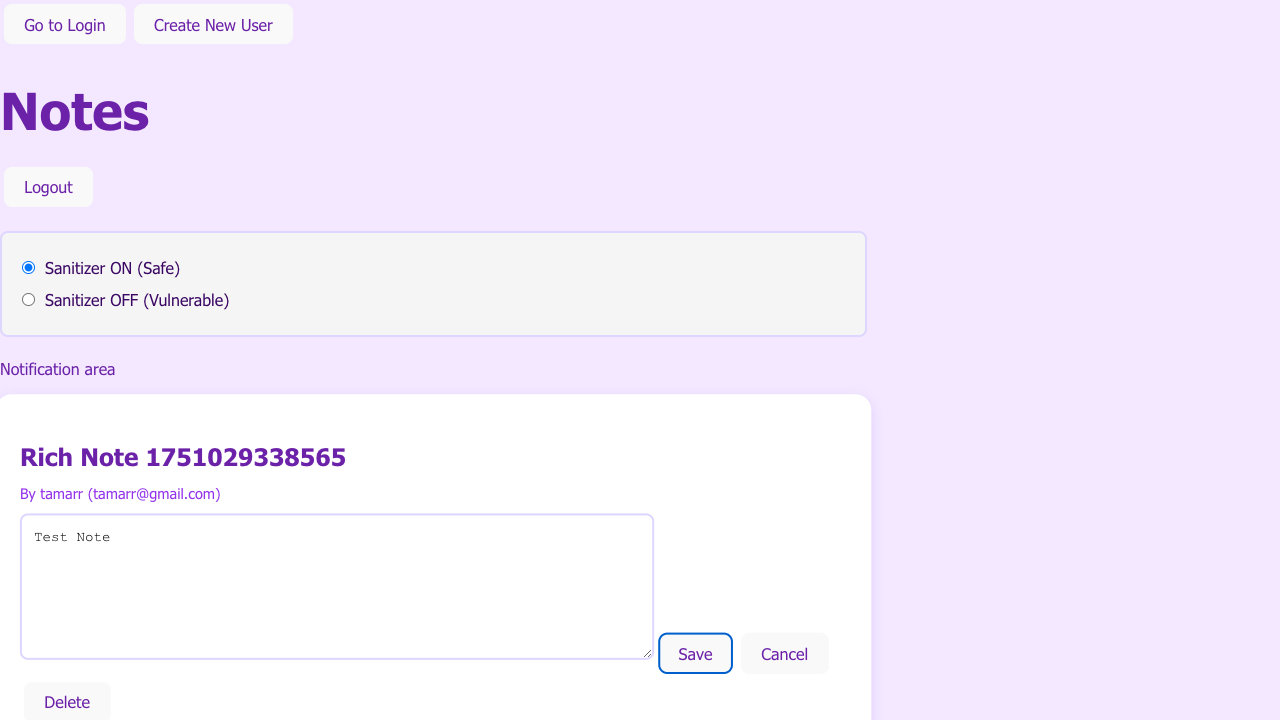 Go to Login Create New User
Notes
Logout
Sanitizer ON (Safe)
Sanitizer OFF (Vulnerable)
Notification area
Rich Note 1751029338565
By tamarr (tamarr@gmail.com)
Test Note
Save Cancel
Delete